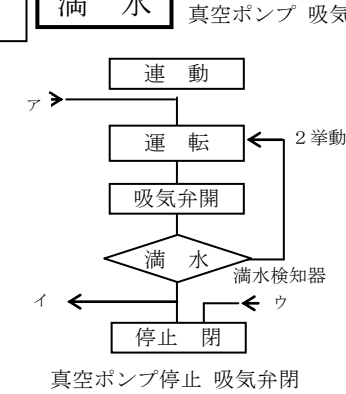 満 水
真空ポンプ 吸気
連 動
ア
運 転
2挙動
吸気弁開
満 水
満水検知器
イ
ウ
停止 閉
真空ポンプ停止 吸気弁閉